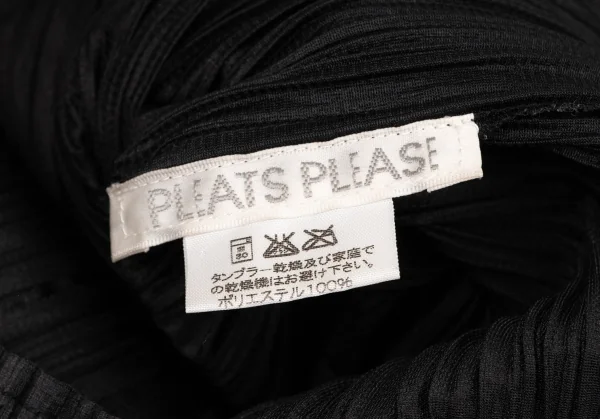 PLEATS PLEASE
タンブラー乾燥及び家庭で
の乾燥機はお避け下さい。
ポリエステル100%